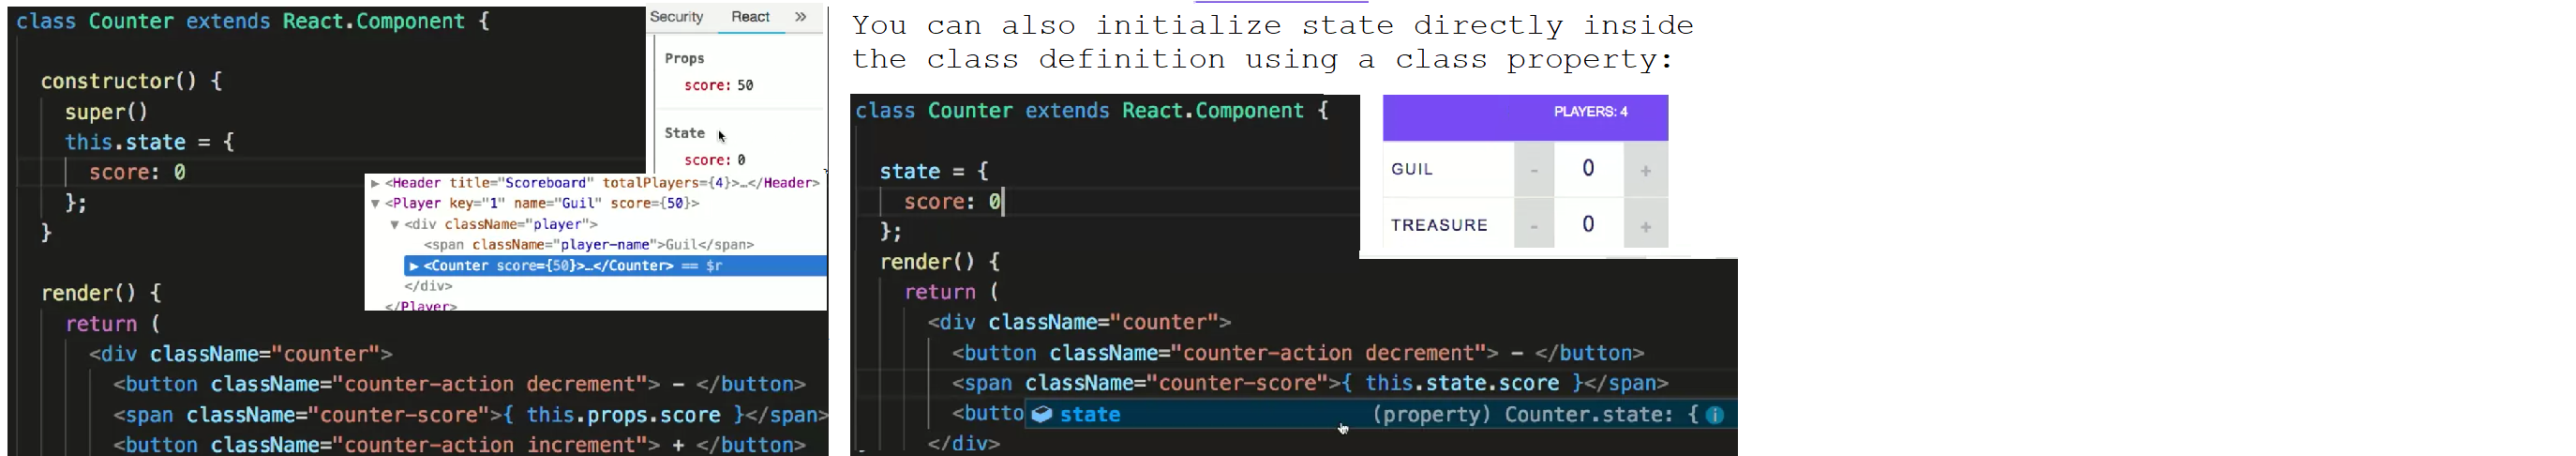 class Counter extends React.Component {
constructor() {
super()
this.state = {
score: 0
};
}
render() {
return (
<div className="counter">
<button className="counter-action decrement"> - </button>
<span className="counter-score">{ this.props.score }</span>
<button className="counter-action increment"> + </button>
Security React »
Props
score: 50
State
score: 0
▶ <Header title="Scoreboard" totalPlayers={4}>…</Header>
▼ <Player key="1" name="Guil" score={50}>
▼ <div className="player">
<span className="player-name">Guil</span>
▶ <Counter score={50}>…</Counter> == $r
</div>
</Player>
You can also initialize state directly inside
the class definition using a class property:
class Counter extends React.Component {
state = {
score: 0
};
render() {
return (
<div className="counter">
<button className="counter-action decrement"> - </button>
<span className="counter-score">{ this.state.score }</span>
<butto state (property) Counter.state: {
</div>
PLAYERS: 4
GUIL - 0 +
TREASURE - 0 +